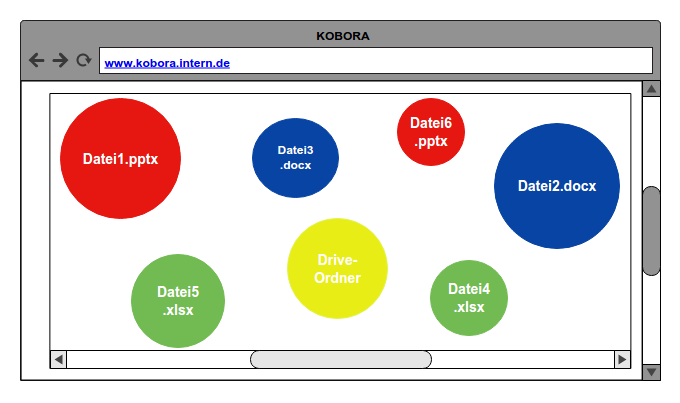 KOBORA
www.kobora.intern.de
Datei1.pptx
Datei3
.docx
Datei6
.pptx
Datei2.docx
Datei5
.xlsx
Drive-
Ordner
Datei4
.xlsx